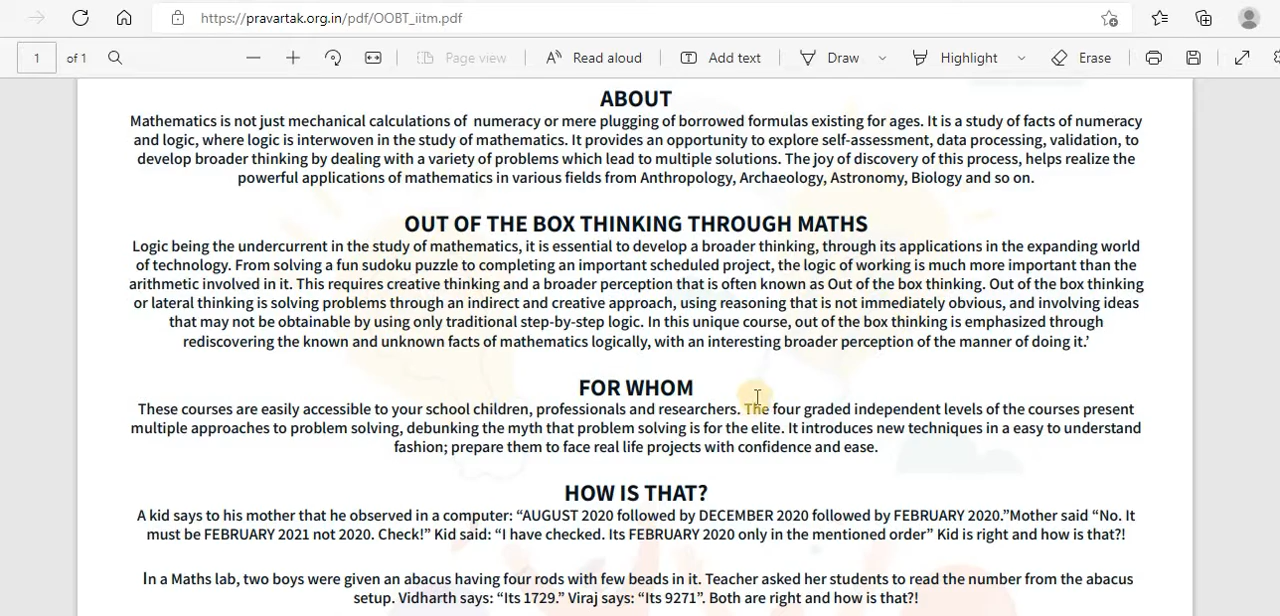 https://pravartak.org.in/pdf/OOBT_iitm.pdf
1 of 1 Page view Read aloud Add text Draw Highlight Erase
ABOUT
Mathematics is not just mechanical calculations of numeracy or mere plugging of borrowed formulas existing for ages. It is a study of facts of numeracy
and logic, where logic is interwoven in the study of mathematics. It provides an opportunity to explore self-assessment, data processing, validation, to
develop broader thinking by dealing with a variety of problems which lead to multiple solutions. The joy of discovery of this process, helps realize the
powerful applications of mathematics in various fields from Anthropology, Archaeology, Astronomy, Biology and so on.
OUT OF THE BOX THINKING THROUGH MATHS
Logic being the undercurrent in the study of mathematics, it is essential to develop a broader thinking, through its applications in the expanding world
of technology. From solving a fun sudoku puzzle to completing an important scheduled project, the logic of working is much more important than the
arithmetic involved in it. This requires creative thinking and a broader perception that is often known as Out of the box thinking. Out of the box thinking
or lateral thinking is solving problems through an indirect and creative approach, using reasoning that is not immediately obvious, and involving ideas
that may not be obtainable by using only traditional step-by-step logic. In this unique course, out of the box thinking is emphasized through
rediscovering the known and unknown facts of mathematics logically, with an interesting broader perception of the manner of doing it.’
FOR WHOM
These courses are easily accessible to your school children, professionals and researchers. The four graded independent levels of the courses present
multiple approaches to problem solving, debunking the myth that problem solving is for the elite. It introduces new techniques in a easy to understand
fashion; prepare them to face real life projects with confidence and ease.
HOW IS THAT?
A kid says to his mother that he observed in a computer: “AUGUST 2020 followed by DECEMBER 2020 followed by FEBRUARY 2020.”Mother said “No. It
must be FEBRUARY 2021 not 2020. Check!” Kid said: “I have checked. Its FEBRUARY 2020 only in the mentioned order” Kid is right and how is that?!
In a Maths lab, two boys were given an abacus having four rods with few beads in it. Teacher asked her students to read the number from the abacus
setup. Vidharth says: “Its 1729.” Viraj says: “Its 9271”. Both are right and how is that?!